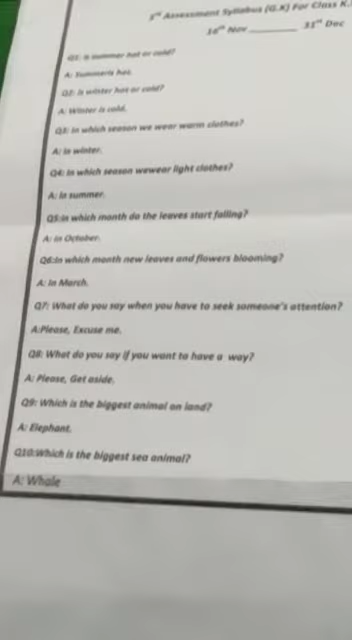 Assessment Syllabus (G.K) For Class K.
16th Nov ________ 31st Dec
Q1: Is summer hot or cold?
A: Summeris hot.
Q2: Is winter hot or cold?
A: Winter is cold.
Q3: In which season we wear warm clothes?
A: In winter.
Q4: In which season wewear light clothes?
A: In summer.
Q5:In which month do the leaves start falling?
A: In October.
Q6:In which month new leaves and flowers blooming?
A: In March.
Q7: What do you say when you have to seek someone's attention?
A:Please, Excuse me.
Q8: What do you say if you want to have a way?
A: Please, Get aside.
Q9: Which is the biggest animal on land?
A: Elephant.
Q10:Which is the biggest sea animal?
A: Whale